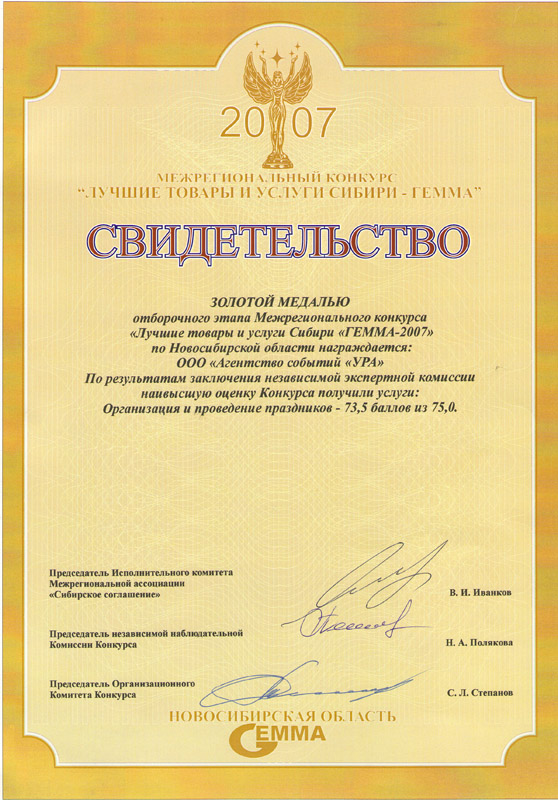 2007
МЕЖРЕГИОНАЛЬНЫЙ КОНКУРС
“ЛУЧШИЕ ТОВАРЫ И УСЛУГИ СИБИРИ - ГЕММА”
СВИДЕТЕЛЬСТВО
ЗОЛОТОЙ МЕДАЛЬЮ
отборочного этапа Межрегионального конкурса
«Лучшие товары и услуги Сибири «ГЕММА-2007»
по Новосибирской области награждается:
ООО «Агентство событий «УРА»
По результатам заключения независимой экспертной комиссии
наивысшую оценку Конкурса получили услуги:
Организация и проведение праздников - 73,5 баллов из 75,0.
Председатель Исполнительного комитета
Межрегиональной ассоциации
«Сибирское соглашение»
В. И. Иванков
Председатель независимой наблюдательной
Комиссии Конкурса
Н. А. Полякова
Председатель Организационного
Комитета Конкурса
С. Л. Степанов
НОВОСИБИРСКАЯ ОБЛАСТЬ
GEMMA